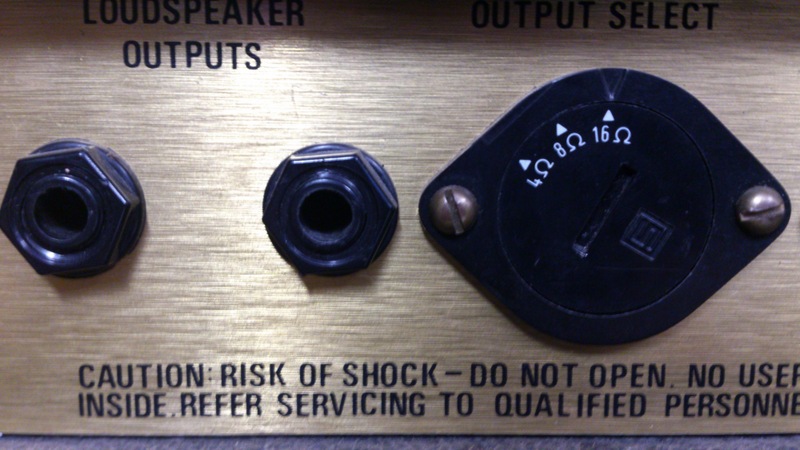 LOUDSPEAKER
OUTPUTS
OUTPUT SELECT
4Ω 8Ω 16Ω
CAUTION: RISK OF SHOCK – DO NOT OPEN. NO USER
INSIDE. REFER SERVICING TO QUALIFIED PERSONNE